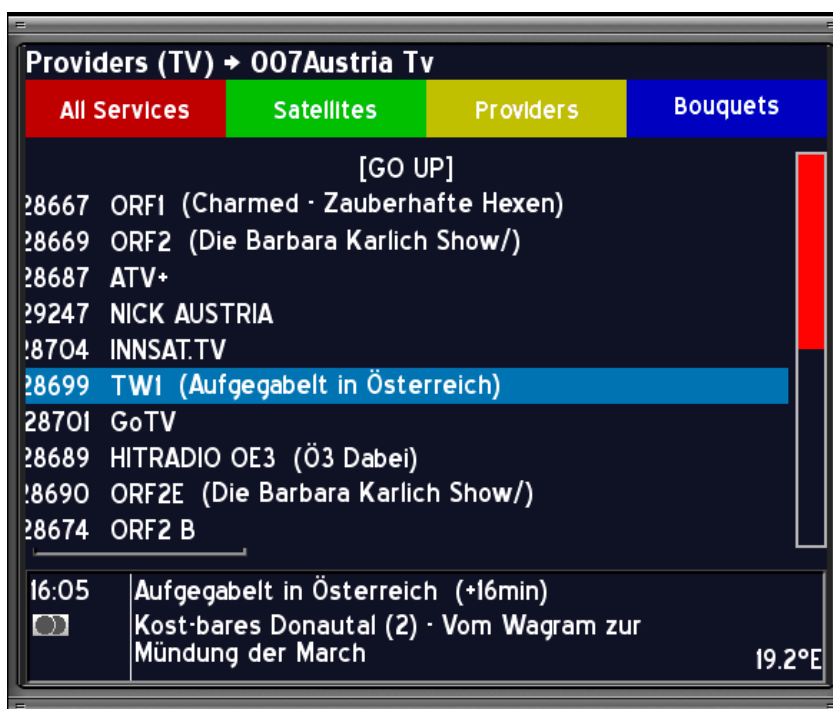 Providers (TV) → 007Austria Tv
All Services Satellites Providers Bouquets
[GO UP]
28667 ORF1 (Charmed - Zauberhafte Hexen)
28669 ORF2 (Die Barbara Karlich Show/)
28687 ATV+
29247 NICK AUSTRIA
28704 INNSAT.TV
28699 TW1 (Aufgegabelt in Österreich)
28701 GoTV
28689 HITRADIO OE3 (Ö3 Dabei)
28690 ORF2E (Die Barbara Karlich Show/)
28674 ORF2 B
16:05 Aufgegabelt in Österreich (+16min)
Kost-bares Donautal (2) - Vom Wagram zur
Mündung der March
19.2°E